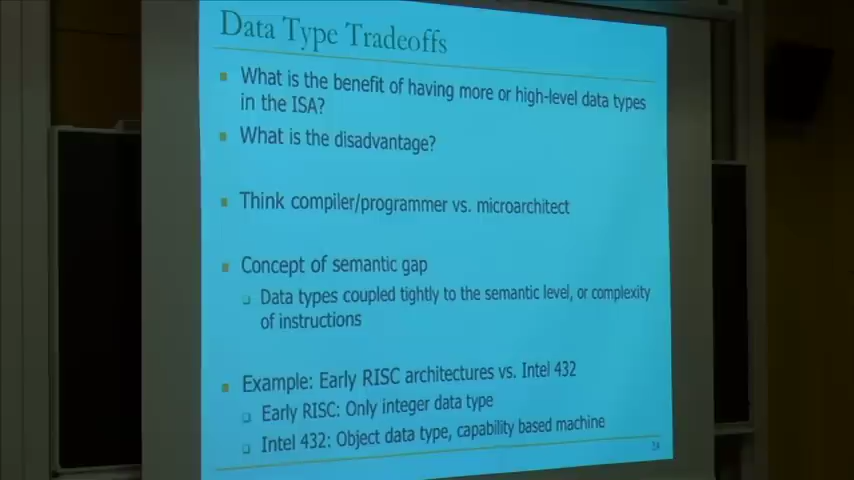 Data Type Tradeoffs
What is the benefit of having more or high-level data types
in the ISA?
What is the disadvantage?
Think compiler/programmer vs. microarchitect
Concept of semantic gap
Data types coupled tightly to the semantic level, or complexity
of instructions
Example: Early RISC architectures vs. Intel 432
Early RISC: Only integer data type
Intel 432: Object data type, capability based machine